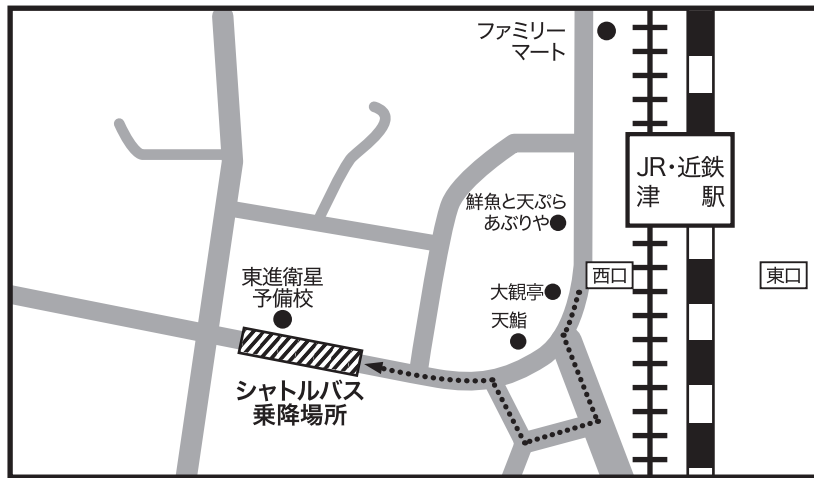 ファミリー
マート
JR・近鉄
津　駅
鮮魚と天ぷら
あぶりや
西口
東口
東進衛星
予備校
大観亭
天鮨
シャトルバス
乗降場所